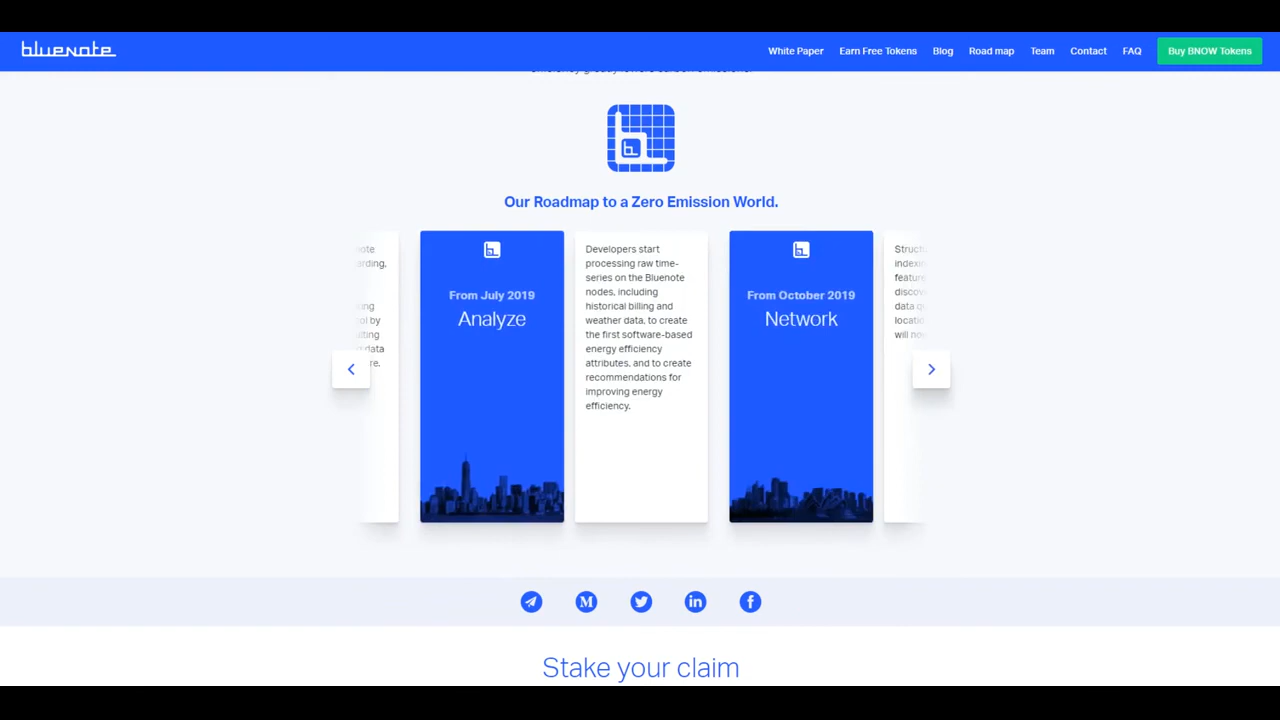 bluenote
White Paper Earn Free Tokens Blog Road map Team Contact FAQ Buy BNOW Tokens
Our Roadmap to a Zero Emission World.
From July 2019
Analyze
Developers start
processing raw time-
series on the Bluenote
nodes, including
historical billing and
weather data, to create
the first software-based
energy efficiency
attributes, and to create
recommendations for
improving energy
efficiency.
From October 2019
Network
Stake your claim